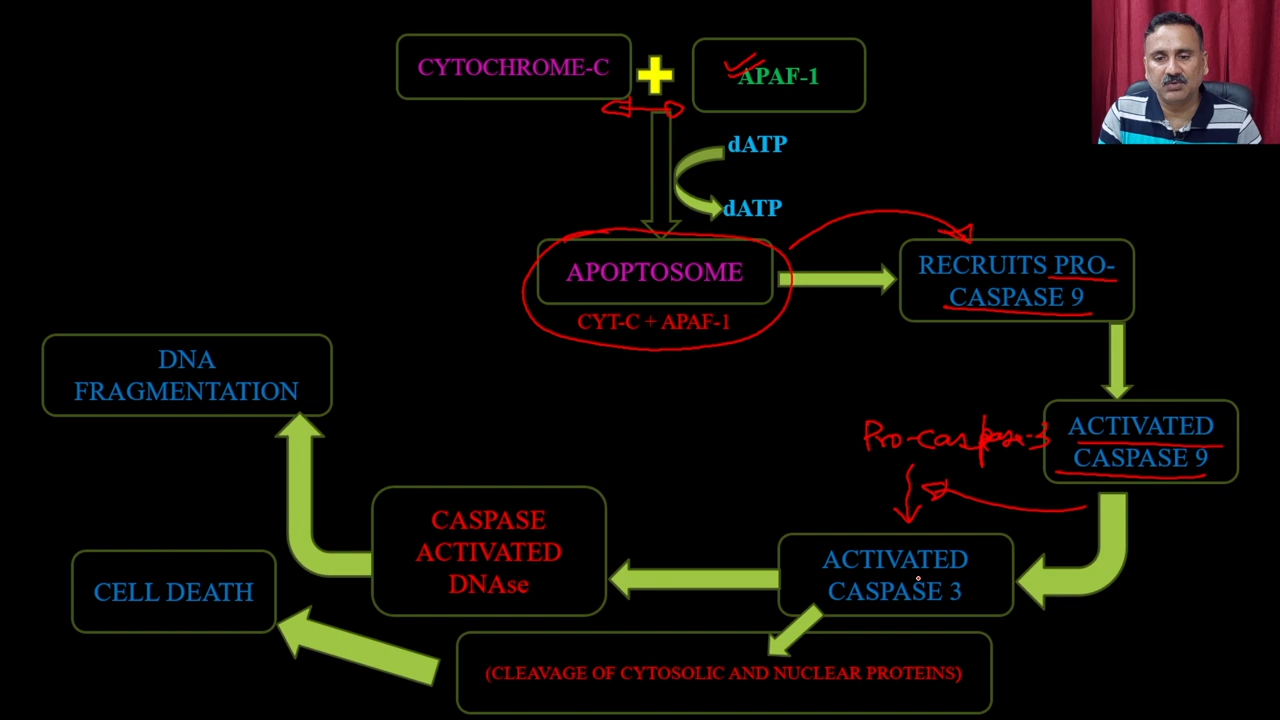 CYTOCHROME-C
APAF-1
dATP
dATP
APOPTOSOME
CYT-C + APAF-1
RECRUITS PRO-
CASPASE 9
DNA
FRAGMENTATION
Pro-caspase-3
ACTIVATED
CASPASE 9
CASPASE
ACTIVATED
DNAse
ACTIVATED
CASPASE 3
CELL DEATH
(CLEAVAGE OF CYTOSOLIC AND NUCLEAR PROTEINS)